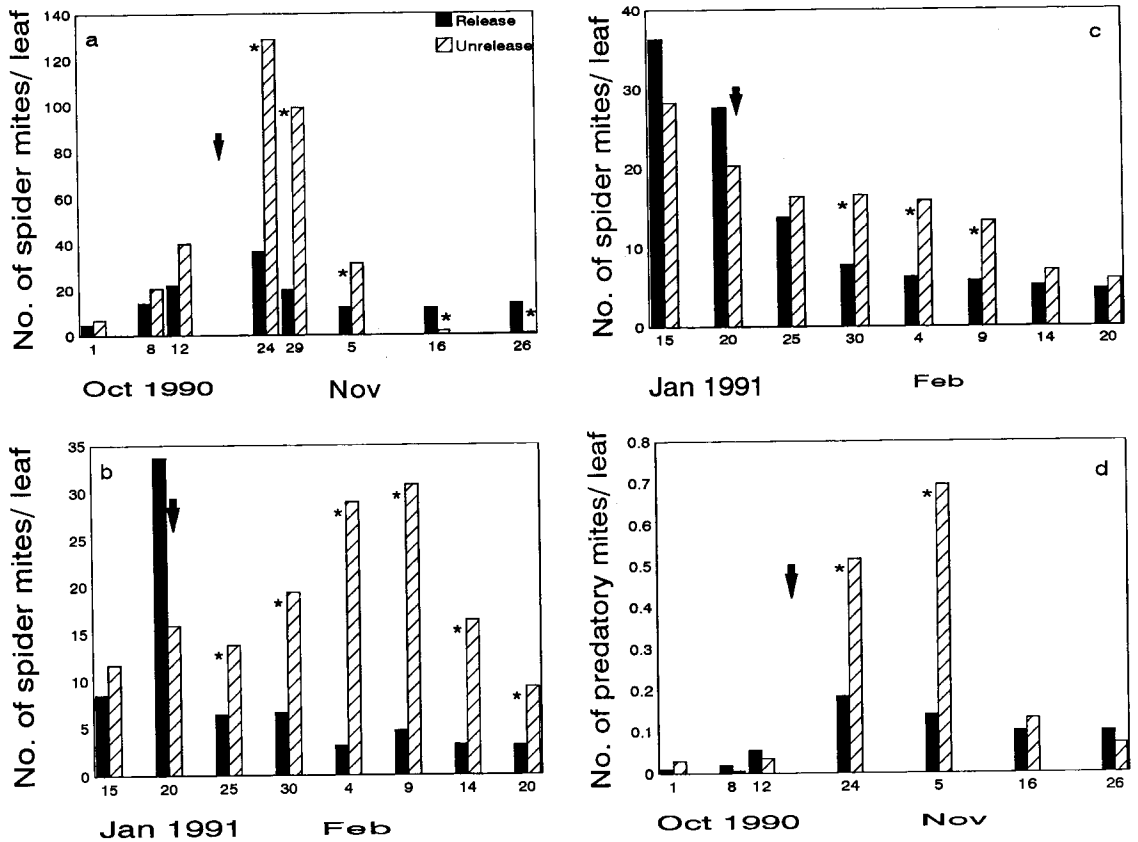 No. of spider mites/ leaf
140
120
100
80
60
40
20
0
a
Release
Unrelease
*
*
*
*
*
1 8 12 24 29 5 16 26
Oct 1990 Nov
No. of spider mites/ leaf
40
30
20
10
0
c
*
*
*
15 20 25 30 4 9 14 20
Jan 1991 Feb
No. of spider mites/ leaf
35
30
25
20
15
10
5
0
b
*
*
*
*
*
*
15 20 25 30 4 9 14 20
Jan 1991 Feb
No. of predatory mites/ leaf
0.8
0.7
0.6
0.5
0.4
0.3
0.2
0.1
0
d
*
*
1 8 12 24 5 16 26
Oct 1990 Nov